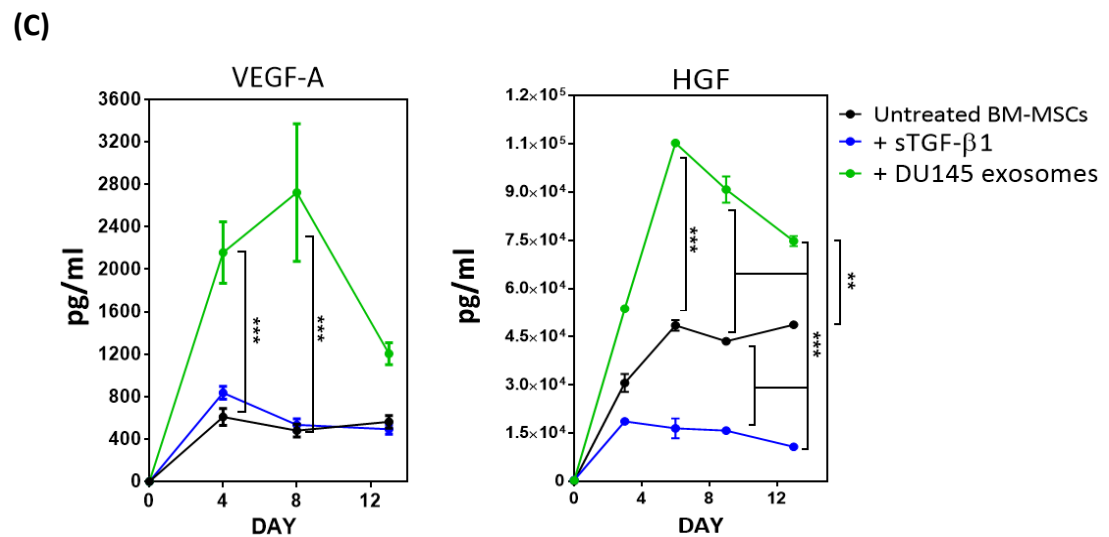 (C)
VEGF-A
3600
3200
2800
2400
2000
1600
1200
800
400
0
pg/ml
0 4 8 12
DAY
***
***
HGF
1.2×10⁵
1.1×10⁵
9.0×10⁴
7.5×10⁴
6.0×10⁴
4.5×10⁴
3.0×10⁴
1.5×10⁴
0
pg/ml
0 4 8 12
DAY
***
***
**
Untreated BM-MSCs
+ sTGF-β1
+ DU145 exosomes